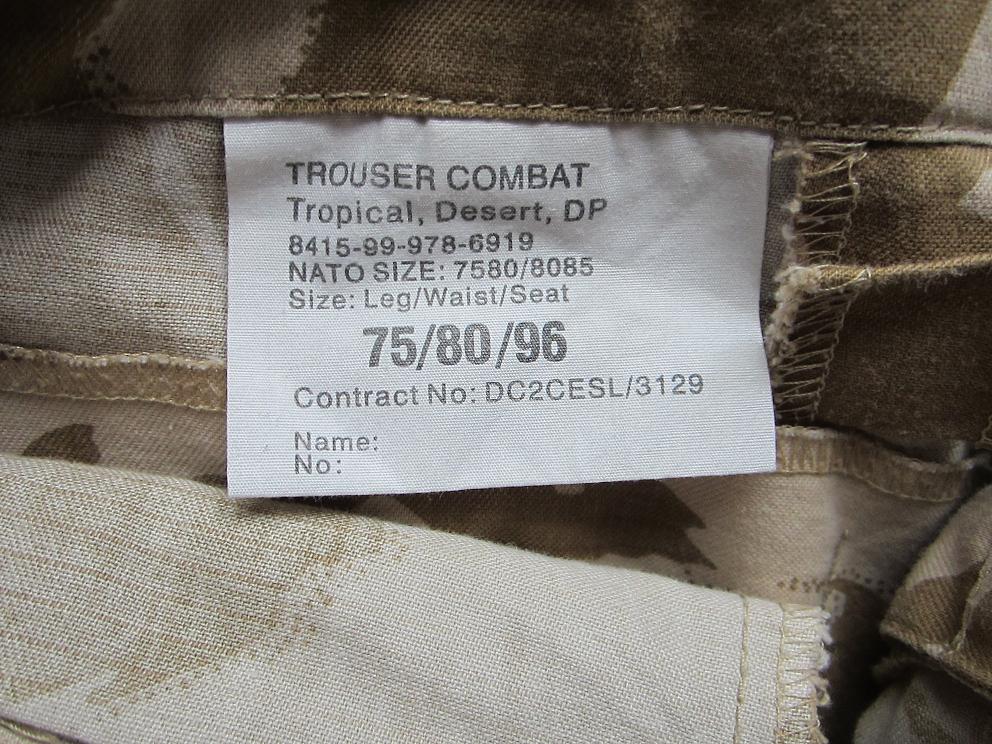 TROUSER COMBAT
Tropical, Desert, DP
8415-99-978-6919
NATO SIZE: 7580/8085
Size: Leg/Waist/Seat
75/80/96
Contract No: DC2CESL/3129
Name:
No: